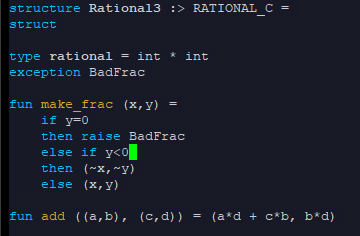 structure Rational3 :> RATIONAL_C =
struct

type rational = int * int
exception BadFrac

fun make_frac (x,y) =
    if y=0
    then raise BadFrac
    else if y<0
    then (~x,~y)
    else (x,y)

fun add ((a,b), (c,d)) = (a*d + c*b, b*d)